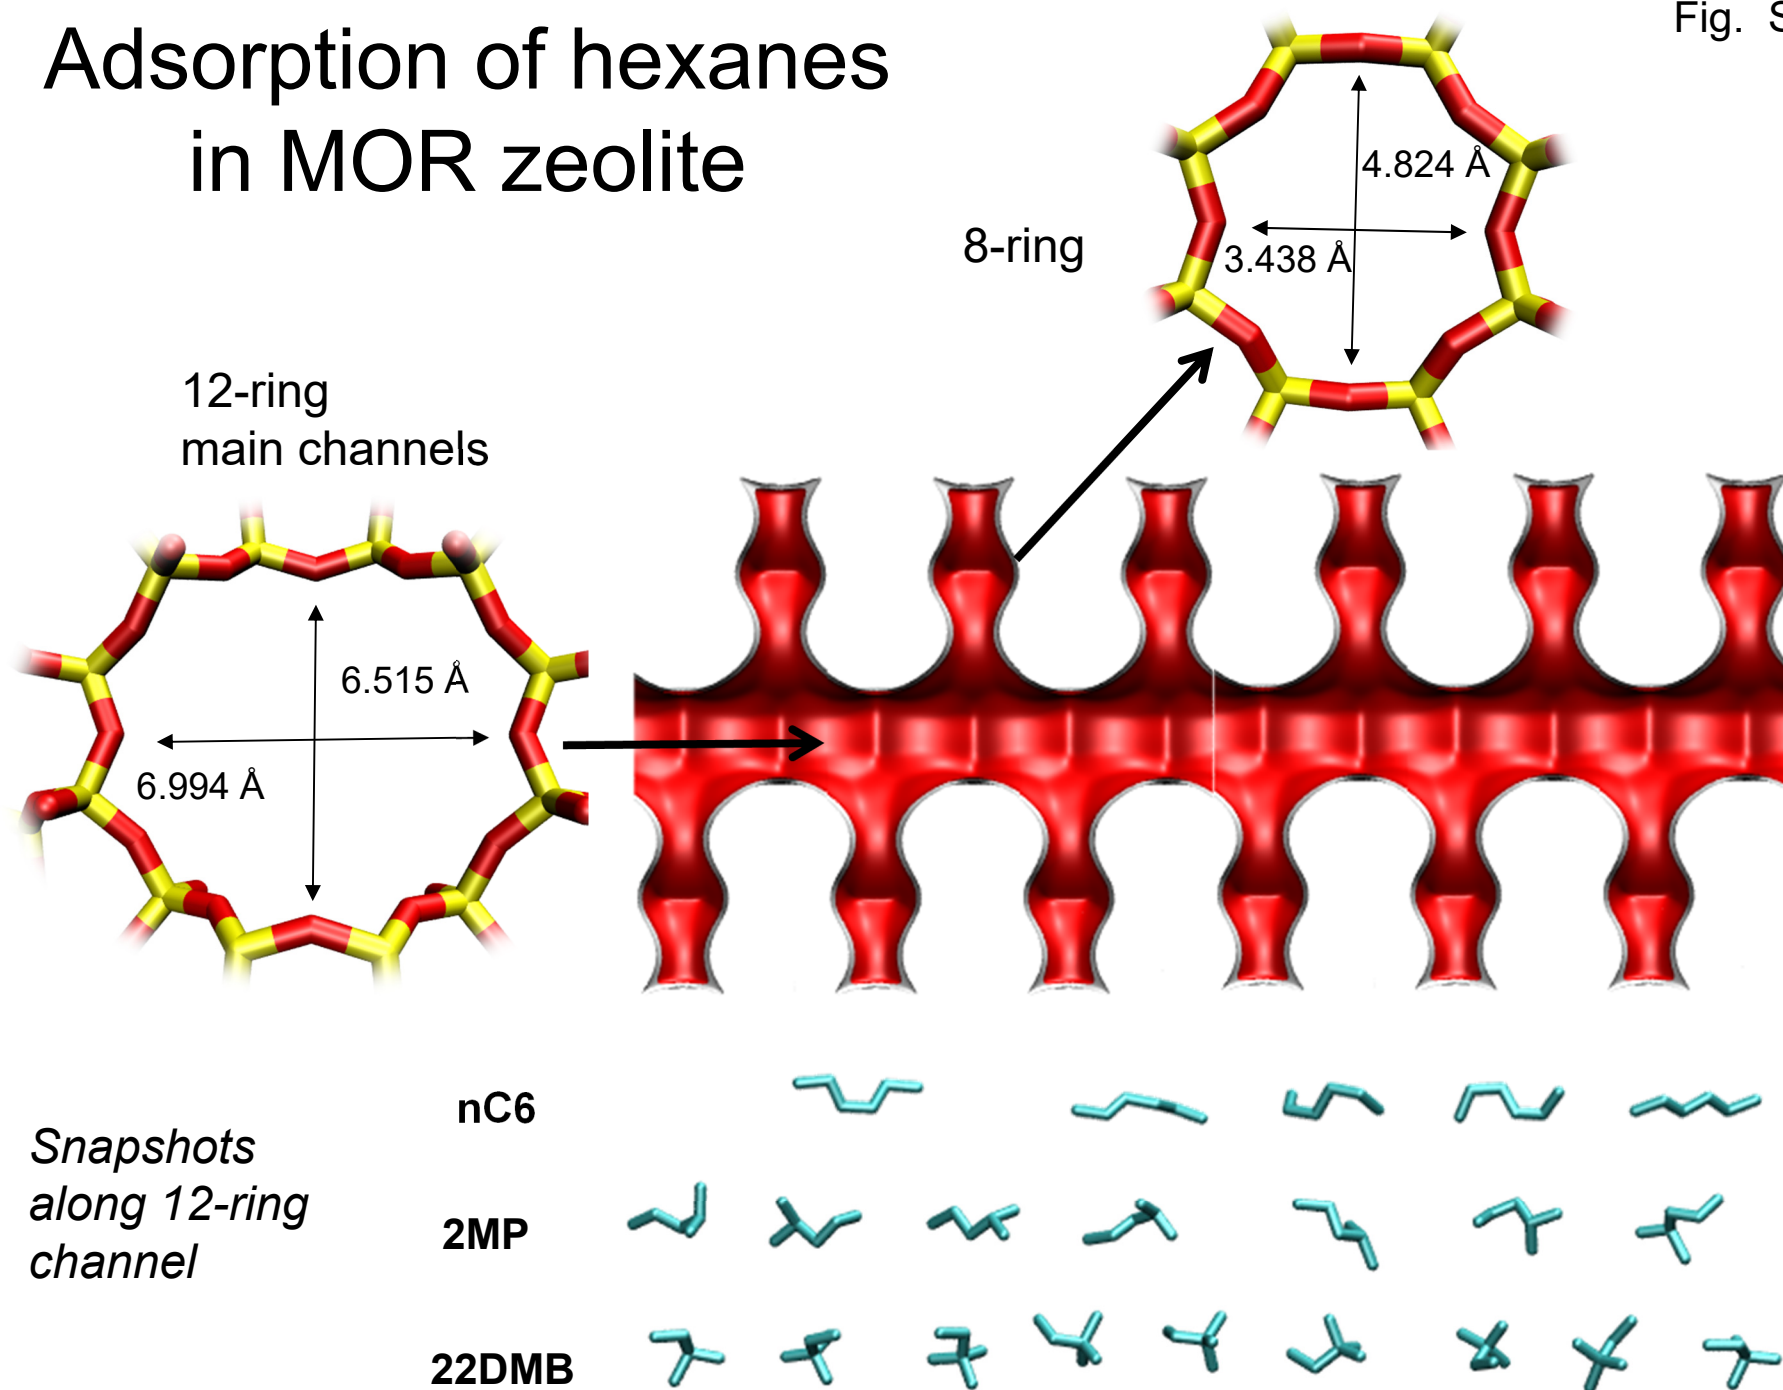 Adsorption of hexanes
in MOR zeolite
Fig. S
8-ring
4.824 Å
3.438 Å
12-ring
main channels
6.515 Å
6.994 Å
Snapshots
along 12-ring
channel
nC6
2MP
22DMB